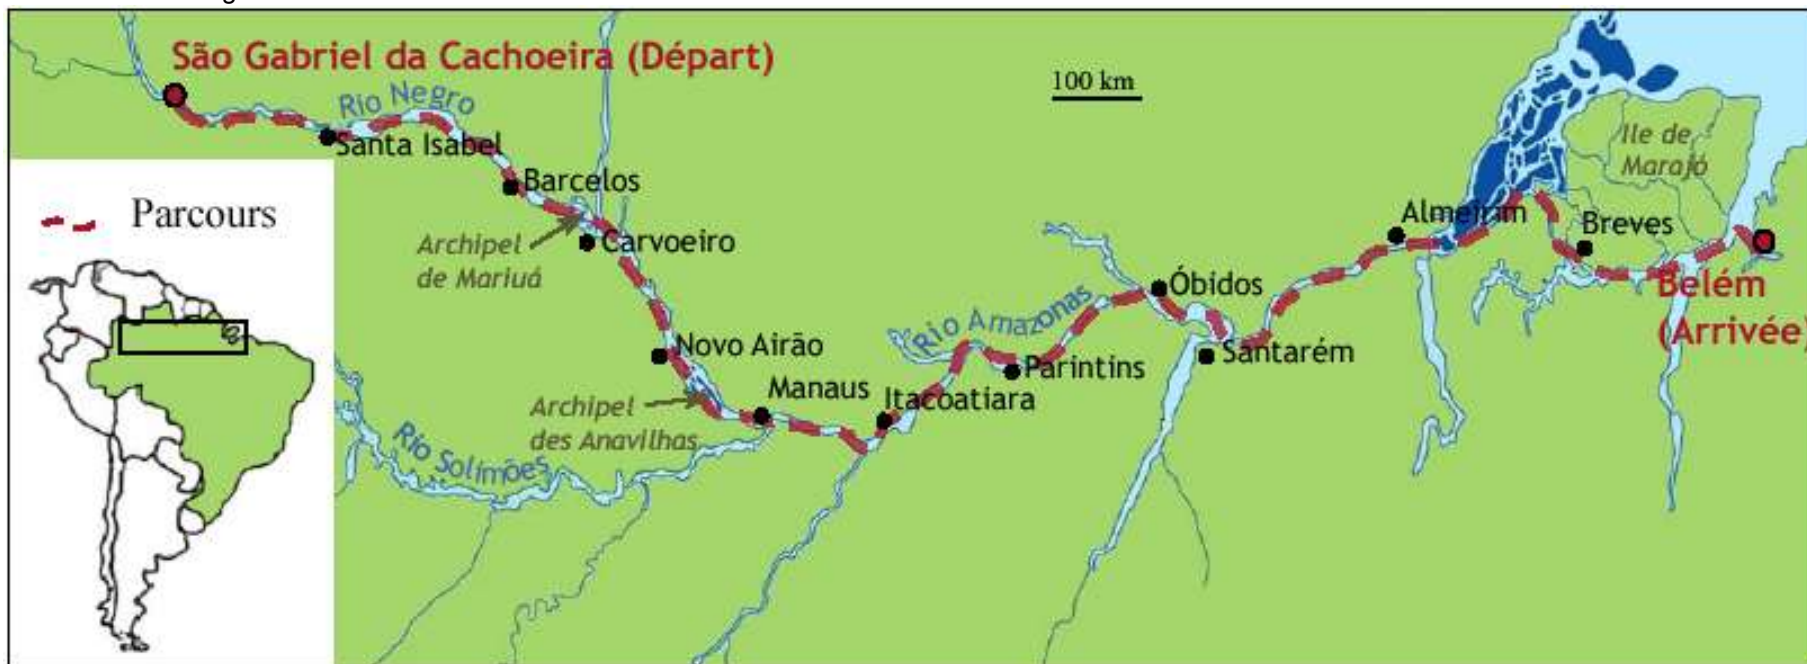 São Gabriel da Cachoeira (Départ)
Rio Negro
100 km
Santa Isabel
Ile de
Marajó
Barcelos
Parcours
Almeirim
Breves
Archipel
de Mariuá
Carvoeiro
Óbidos
Belém
(Arrivée)
Rio Amazonas
Novo Airão
Santarém
Parintins
Manaus
Itacoatiara
Archipel
des Anavilhas
Rio Solimões